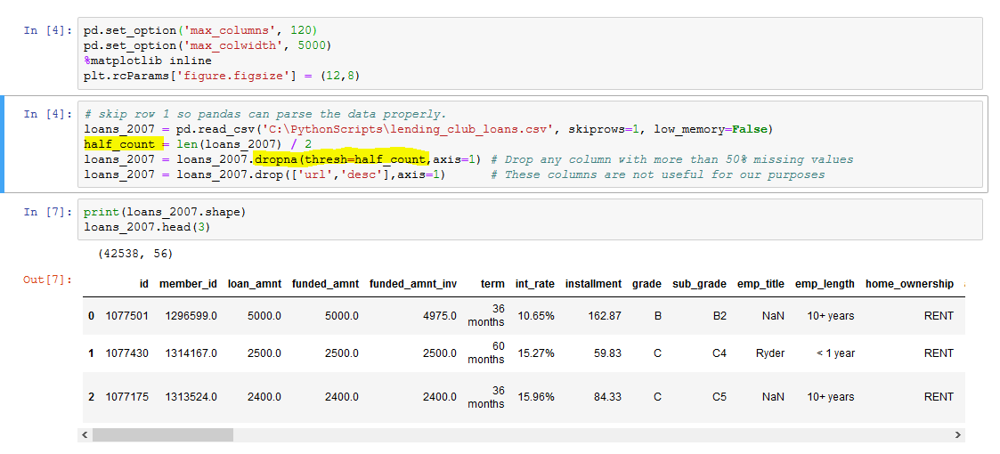 In [4]: pd.set_option('max_columns', 120)
pd.set_option('max_colwidth', 5000)
%matplotlib inline
plt.rcParams['figure.figsize'] = (12,8)
In [4]: # skip row 1 so pandas can parse the data properly.
loans_2007 = pd.read_csv('C:\PythonScripts\lending_club_loans.csv', skiprows=1, low_memory=False)
half_count = len(loans_2007) / 2
loans_2007 = loans_2007.dropna(thresh=half_count,axis=1) # Drop any column with more than 50% missing values
loans_2007 = loans_2007.drop(['url','desc'],axis=1) # These columns are not useful for our purposes
In [7]: print(loans_2007.shape)
loans_2007.head(3)
(42538, 56)
Out[7]:
id member_id loan_amnt funded_amnt funded_amnt_inv term int_rate installment grade sub_grade emp_title emp_length home_ownership
0 1077501 1296599.0 5000.0 5000.0 4975.0 36 months 10.65% 162.87 B B2 NaN 10+ years RENT
1 1077430 1314167.0 2500.0 2500.0 2500.0 60 months 15.27% 59.83 C C4 Ryder < 1 year RENT
2 1077175 1313524.0 2400.0 2400.0 2400.0 36 months 15.96% 84.33 C C5 NaN 10+ years RENT